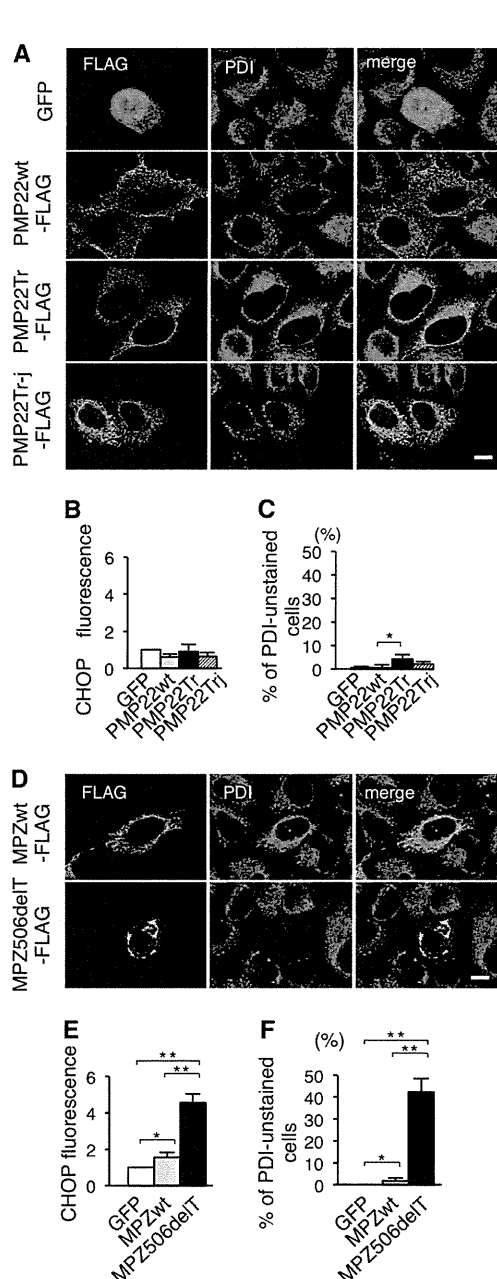 A
FLAG PDI merge
GFP
PMP22wt
-FLAG
PMP22Tr
-FLAG
PMP22Tr-j
-FLAG
B
CHOP fluorescence
6
4
2
0
GFP
PMP22wt
PMP22Tr
PMP22Trj
C
(%)
% of PDI-unstained
cells
50
40
30
20
10
0
*
GFP
PMP22wt
PMP22Tr
PMP22Trj
D
FLAG PDI merge
MPZwt
-FLAG
MPZ506delT
-FLAG
E
CHOP fluorescence
6
4
2
0
**
**
*
GFP
MPZwt
MPZ506delT
F
(%)
% of PDI-unstained
cells
50
40
30
20
10
0
**
**
*
GFP
MPZwt
MPZ506delT